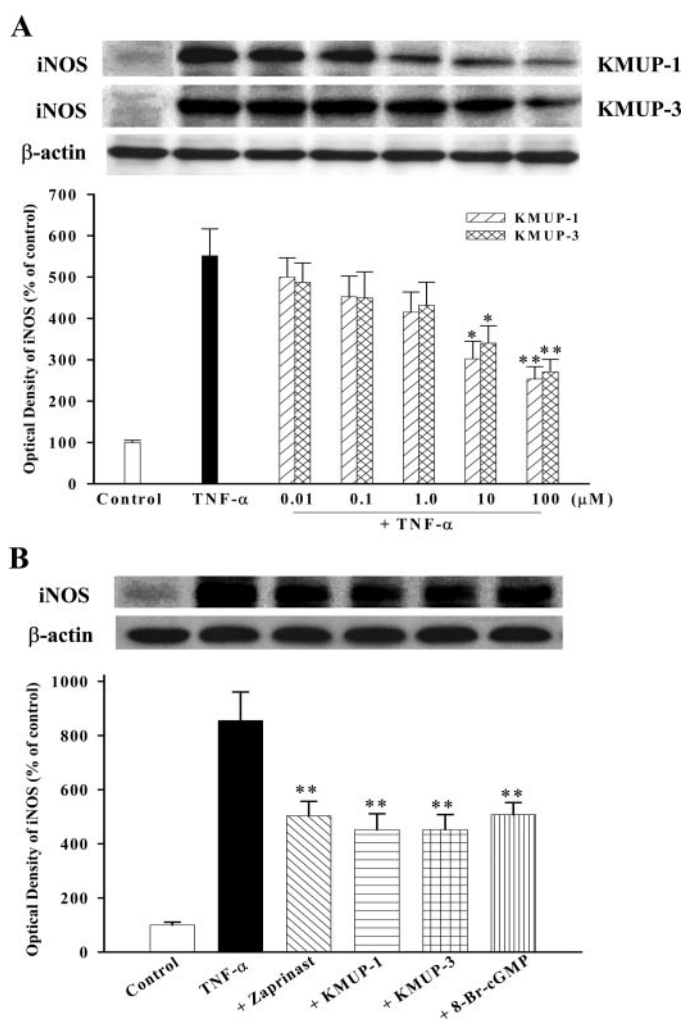 A
iNOS KMUP-1
iNOS KMUP-3
β-actin
Optical Density of iNOS (% of control)
700
600
500
400
300
200
100
0
KMUP-1
KMUP-3
* *
** **
Control TNF-α 0.01 0.1 1.0 10 100 (μM)
+ TNF-α
B
iNOS
β-actin
Optical Density of iNOS (% of control)
1000
800
600
400
200
0
** ** ** **
Control
TNF-α
+ Zaprinast
+ KMUP-1
+ KMUP-3
+ 8-Br-cGMP